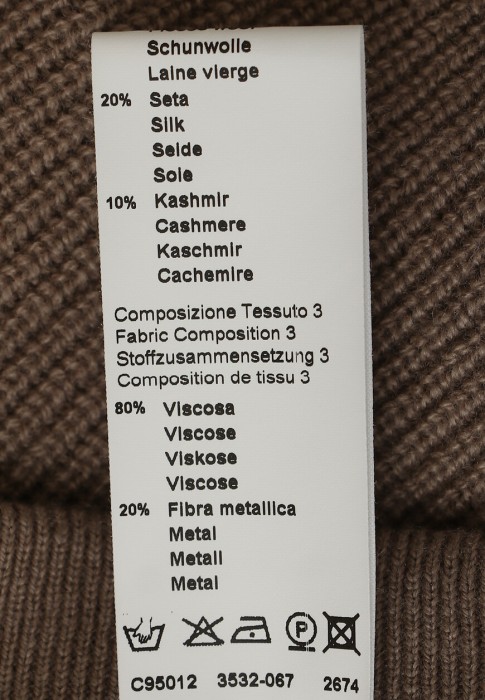 Schurwolle
Laine vierge
20% Seta
Silk
Seide
Soie
10% Kashmir
Cashmere
Kaschmir
Cachemire
Composizione Tessuto 3
Fabric Composition 3
Stoffzusammensetzung 3
Composition de tissu 3
80% Viscosa
Viscose
Viskose
Viscose
20% Fibra metallica
Metal
Metall
Metal
P
C95012 3532-067 2674